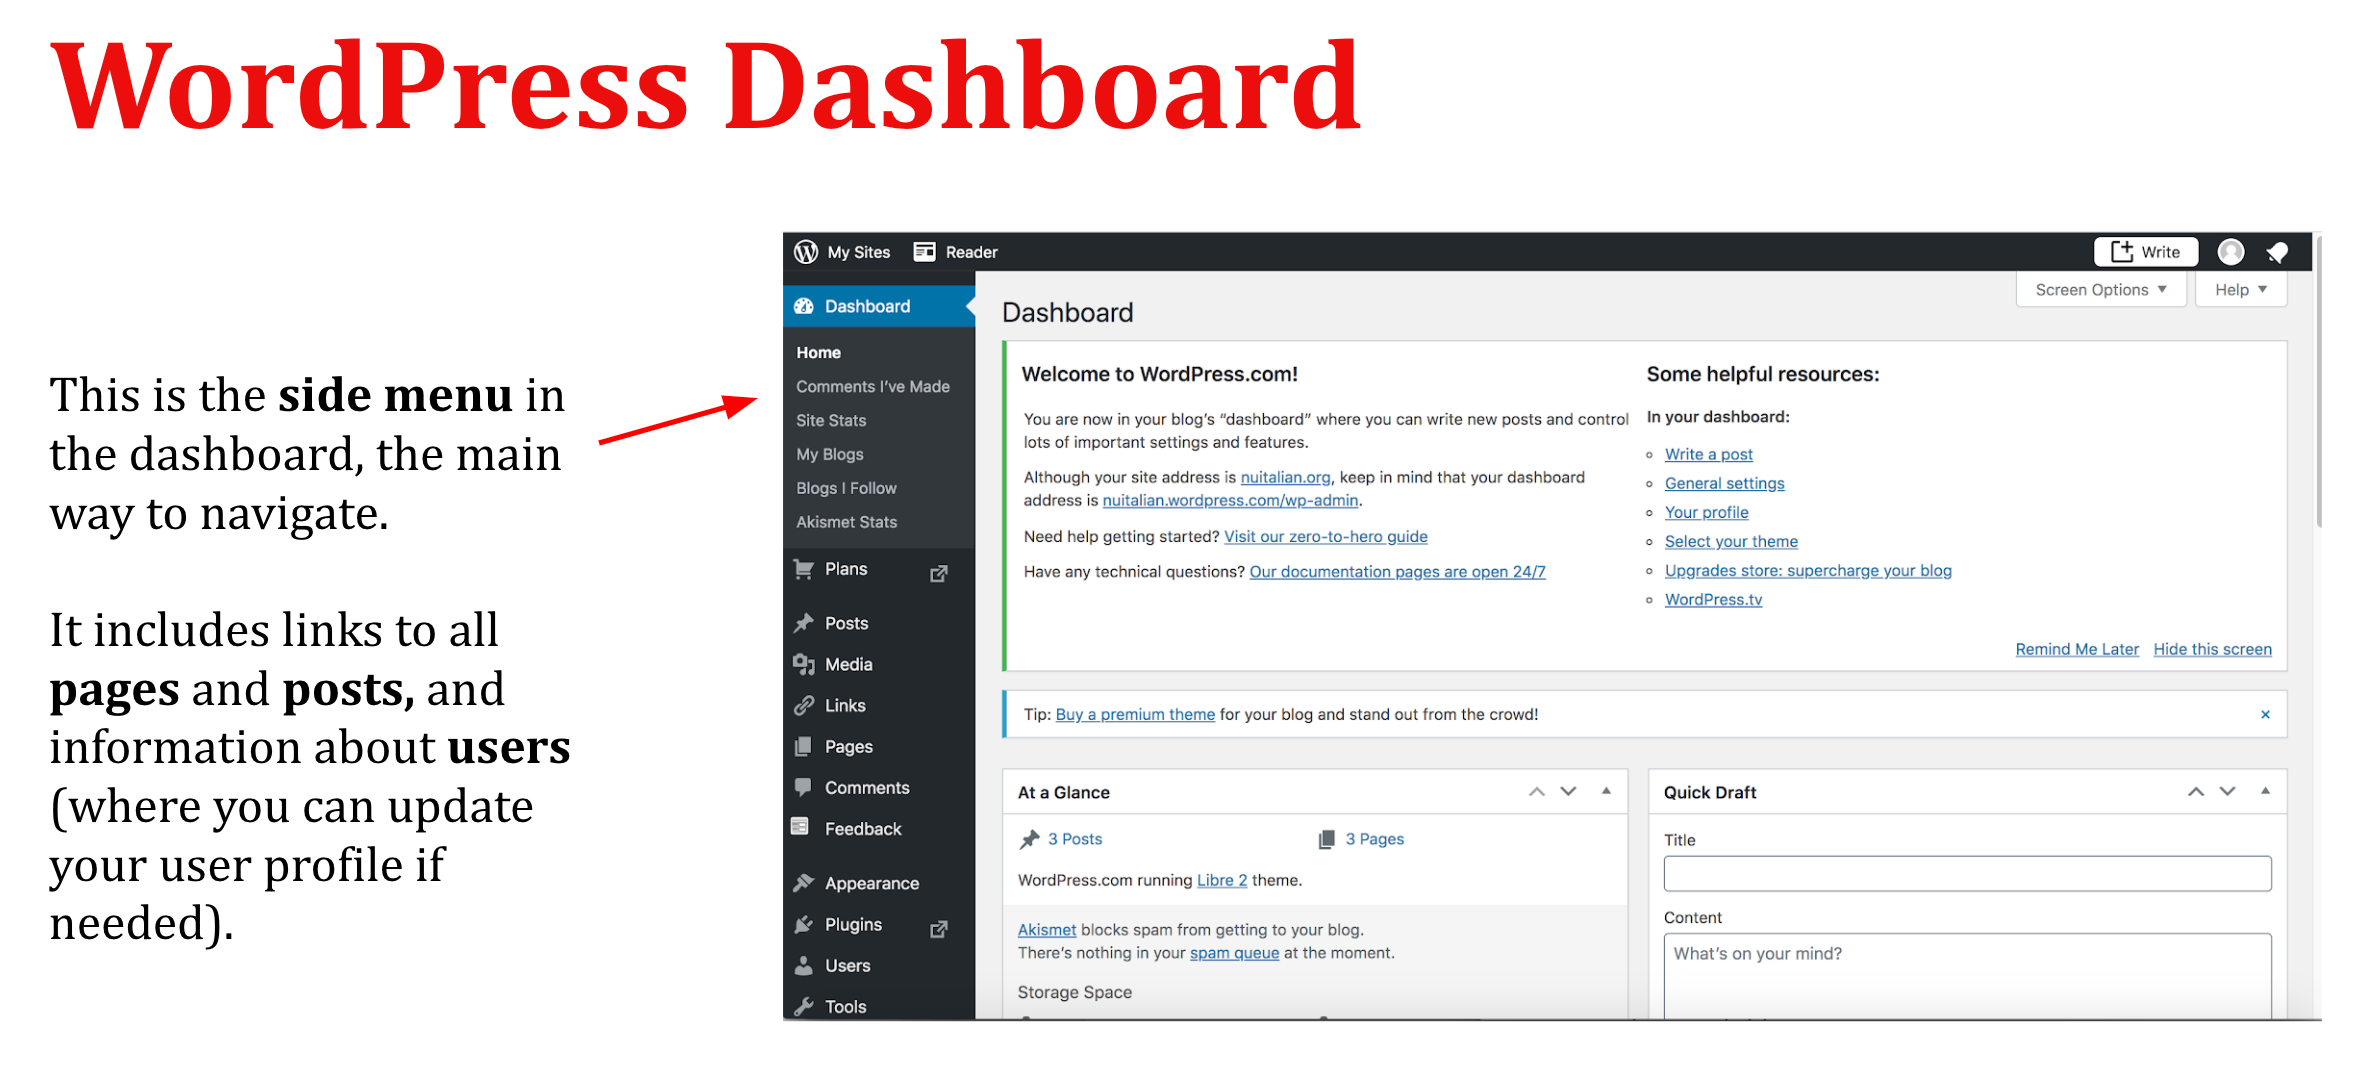 WordPress Dashboard
This is the side menu in
the dashboard, the main
way to navigate.
It includes links to all
pages and posts, and
information about users
(where you can update
your user profile if
needed).
My Sites Reader Write
Dashboard
Home
Comments I've Made
Site Stats
My Blogs
Blogs I Follow
Akismet Stats
Plans
Posts
Media
Links
Pages
Comments
Feedback
Appearance
Plugins
Users
Tools
Screen Options Help
Dashboard
Welcome to WordPress.com!
You are now in your blog's “dashboard” where you can write new posts and control
lots of important settings and features.
Although your site address is nuitalian.org, keep in mind that your dashboard
address is nuitalian.wordpress.com/wp-admin.
Need help getting started? Visit our zero-to-hero guide
Have any technical questions? Our documentation pages are open 24/7
Some helpful resources:
In your dashboard:
Write a post
General settings
Your profile
Select your theme
Upgrades store: supercharge your blog
WordPress.tv
Remind Me Later Hide this screen
Tip: Buy a premium theme for your blog and stand out from the crowd!
At a Glance
3 Posts 3 Pages
WordPress.com running Libre 2 theme.
Akismet blocks spam from getting to your blog.
There's nothing in your spam queue at the moment.
Storage Space
Quick Draft
Title
Content
What's on your mind?